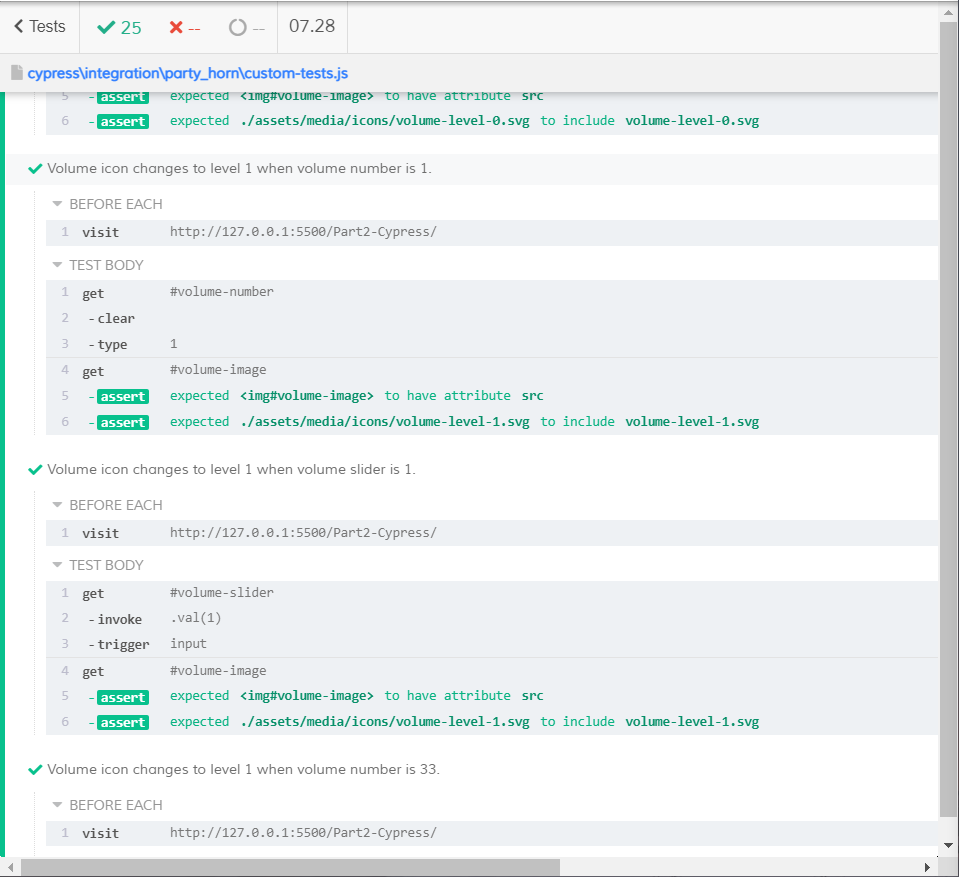 Tests 25 -- -- 07.28
cypress\integration\party_horn\custom-tests.js
5 -assert expected <img#volume-image> to have attribute src
6 -assert expected ./assets/media/icons/volume-level-0.svg to include volume-level-0.svg
Volume icon changes to level 1 when volume number is 1.
BEFORE EACH
1 visit http://127.0.0.1:5500/Part2-Cypress/
TEST BODY
1 get #volume-number
2 -clear
3 -type 1
4 get #volume-image
5 -assert expected <img#volume-image> to have attribute src
6 -assert expected ./assets/media/icons/volume-level-1.svg to include volume-level-1.svg
Volume icon changes to level 1 when volume slider is 1.
BEFORE EACH
1 visit http://127.0.0.1:5500/Part2-Cypress/
TEST BODY
1 get #volume-slider
2 -invoke .val(1)
3 -trigger input
4 get #volume-image
5 -assert expected <img#volume-image> to have attribute src
6 -assert expected ./assets/media/icons/volume-level-1.svg to include volume-level-1.svg
Volume icon changes to level 1 when volume number is 33.
BEFORE EACH
1 visit http://127.0.0.1:5500/Part2-Cypress/